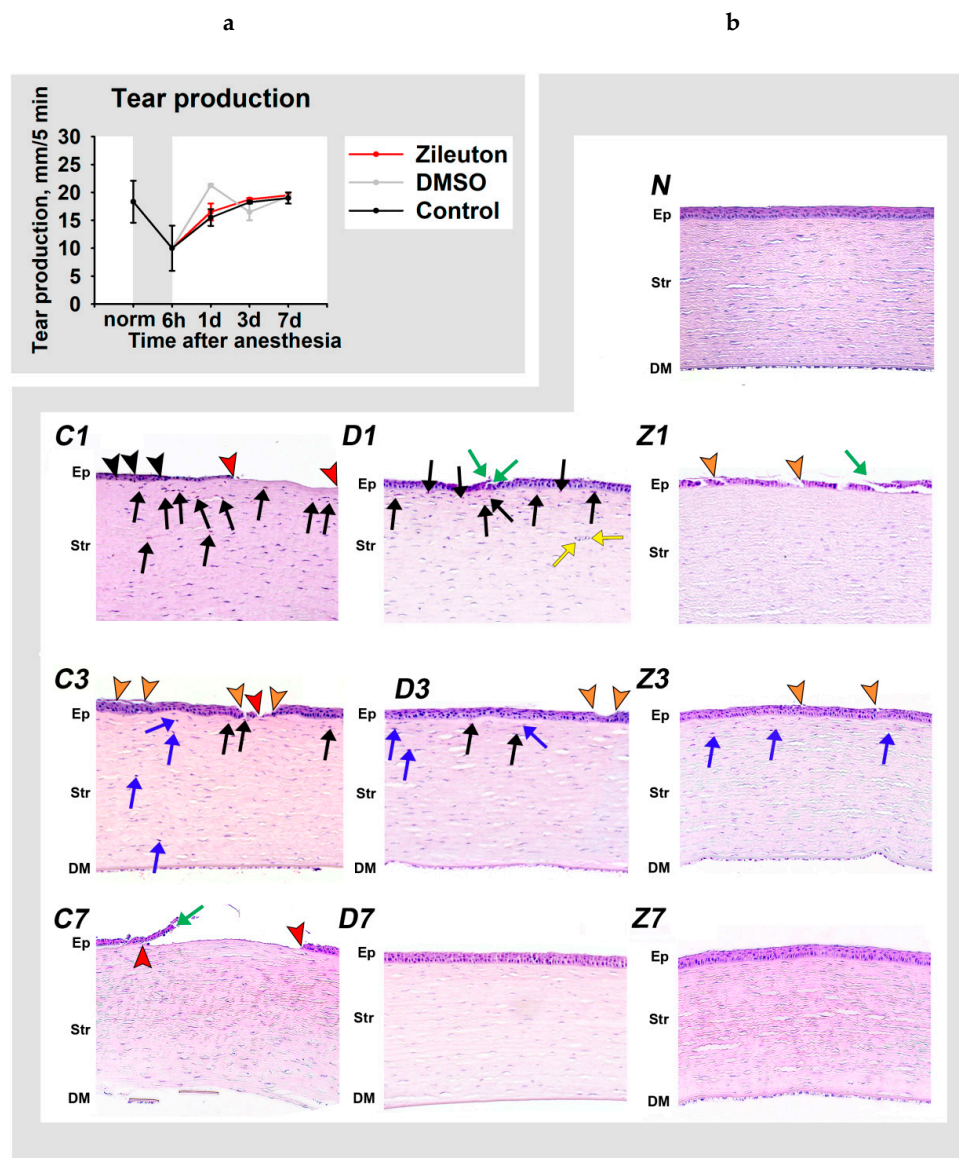 a
b
Tear production
Tear production, mm/5 min
30
25
20
15
10
5
0
norm 6h 1d 3d 7d
Time after anesthesia
Zileuton
DMSO
Control
N
Ep
Str
DM
C1
Ep
Str
D1
Ep
Str
Z1
Ep
Str
C3
Ep
Str
DM
D3
Ep
Str
DM
Z3
Ep
Str
DM
C7
Ep
Str
DM
D7
Ep
Str
DM
Z7
Ep
Str
DM